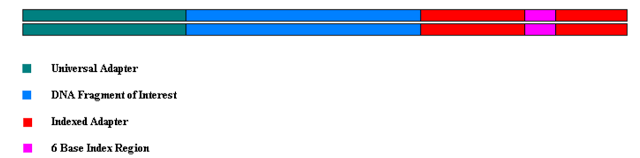 Universal Adapter
DNA Fragment of Interest
Indexed Adapter
6 Base Index Region